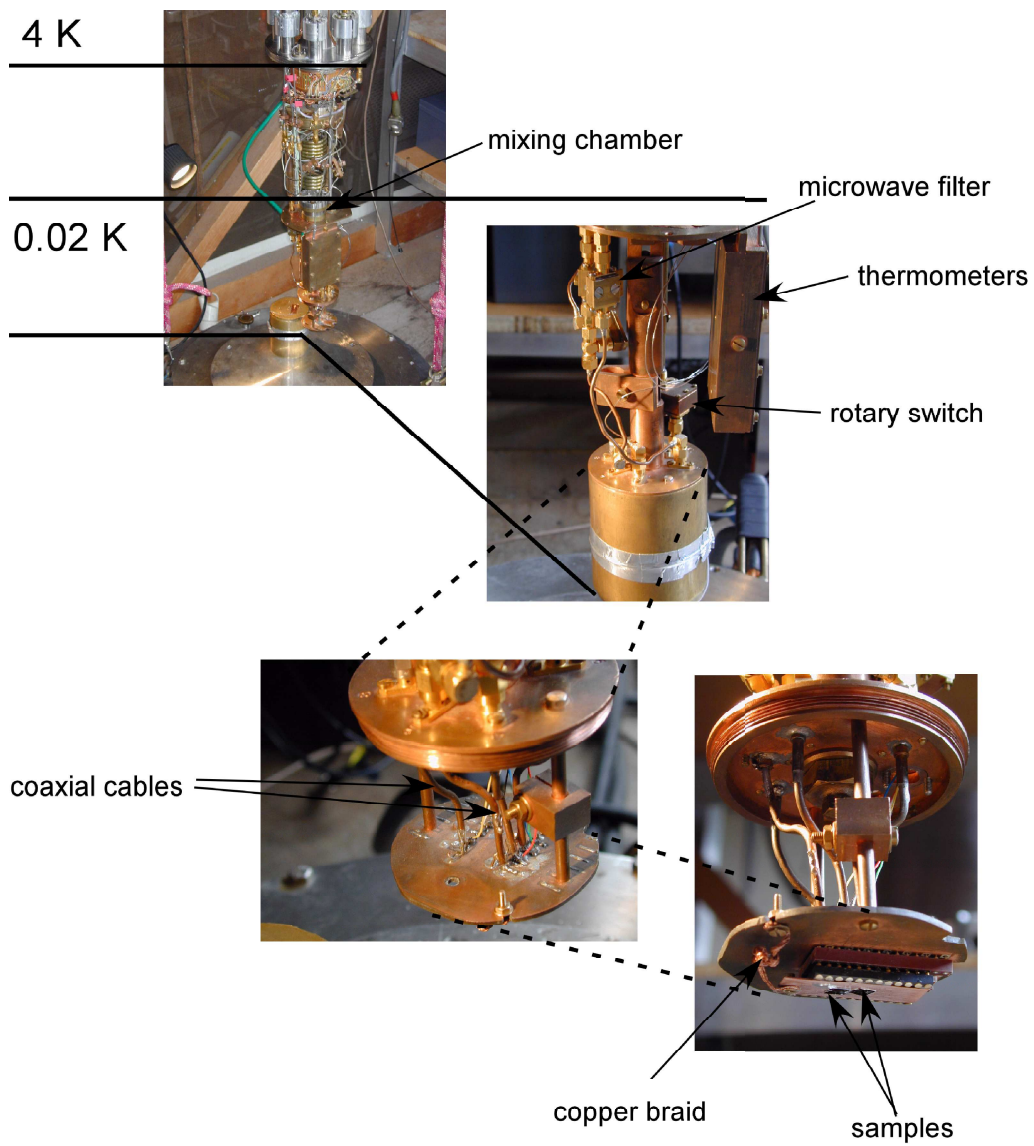 4 K
mixing chamber
microwave filter
0.02 K
thermometers
rotary switch
coaxial cables
copper braid
samples